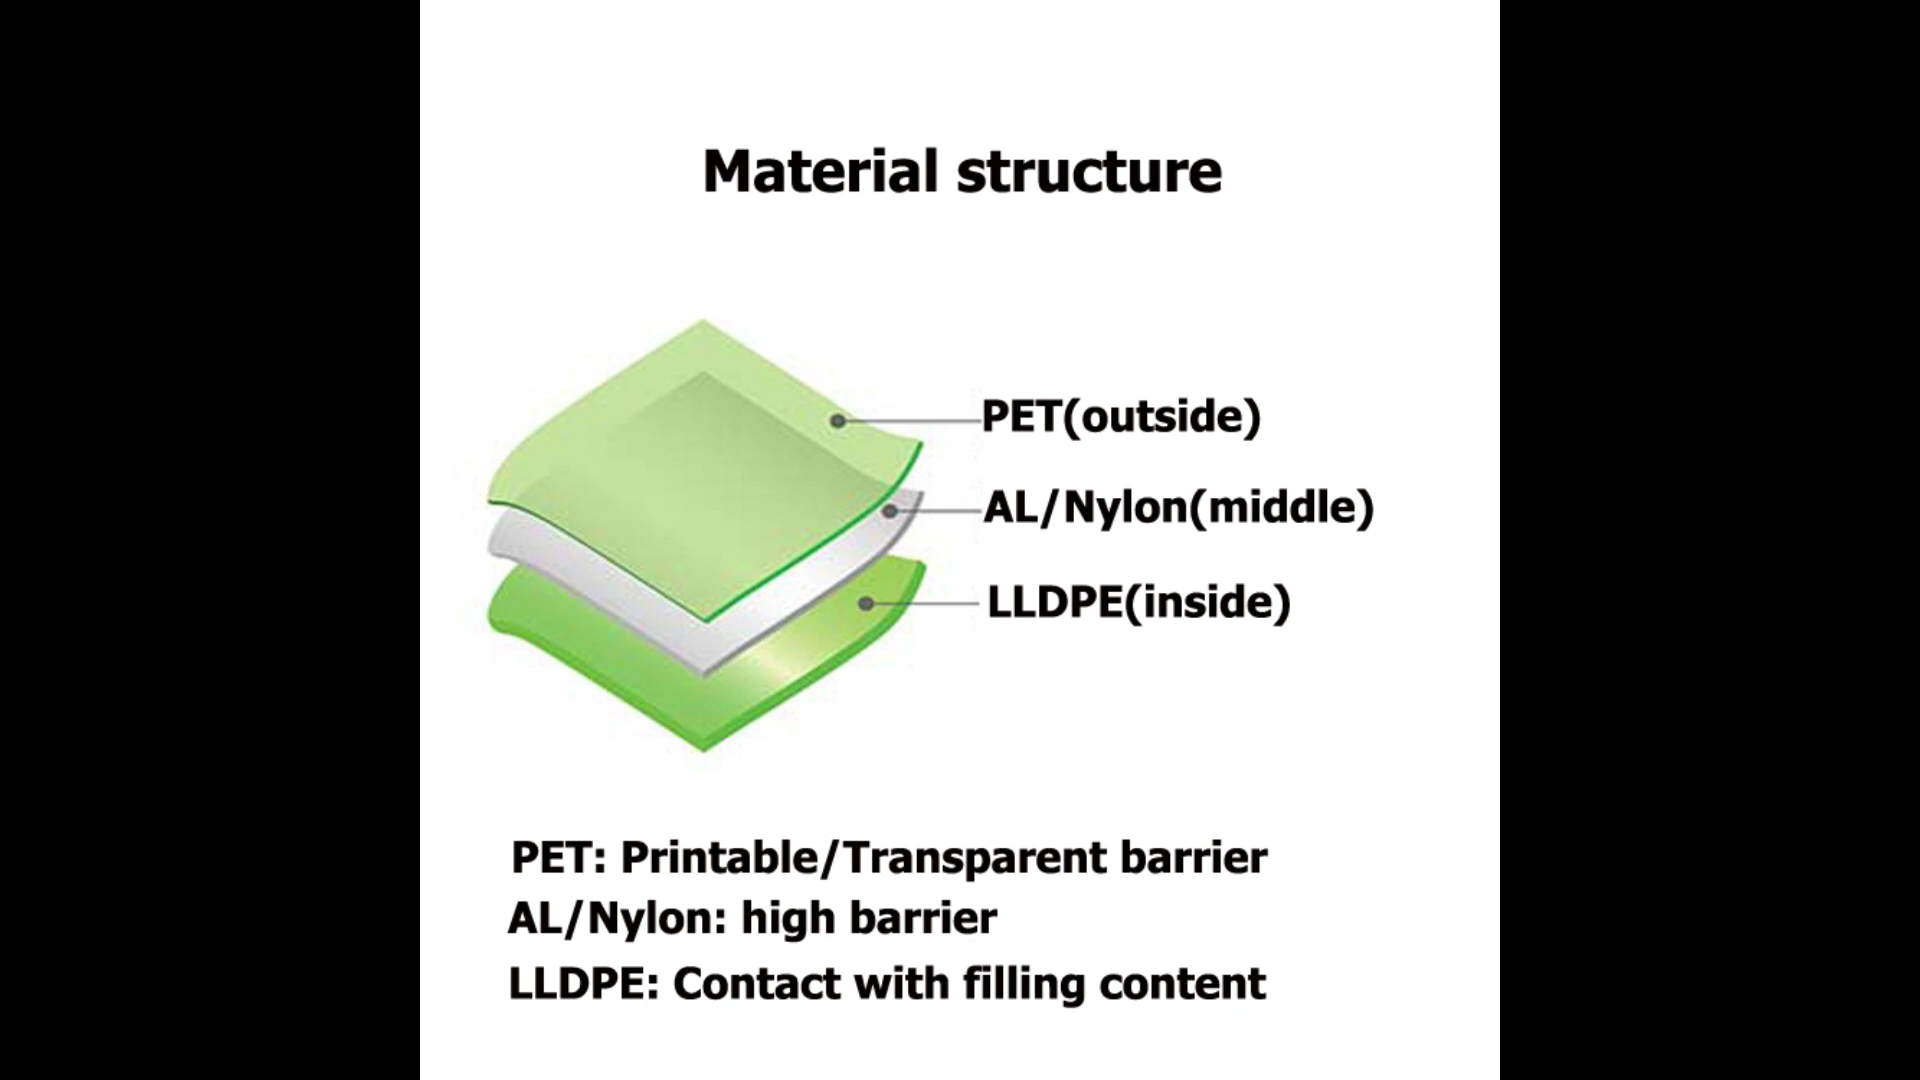 Material structure
PET(outside)
AL/Nylon(middle)
LLDPE(inside)
PET: Printable/Transparent barrier
AL/Nylon: high barrier
LLDPE: Contact with filling content